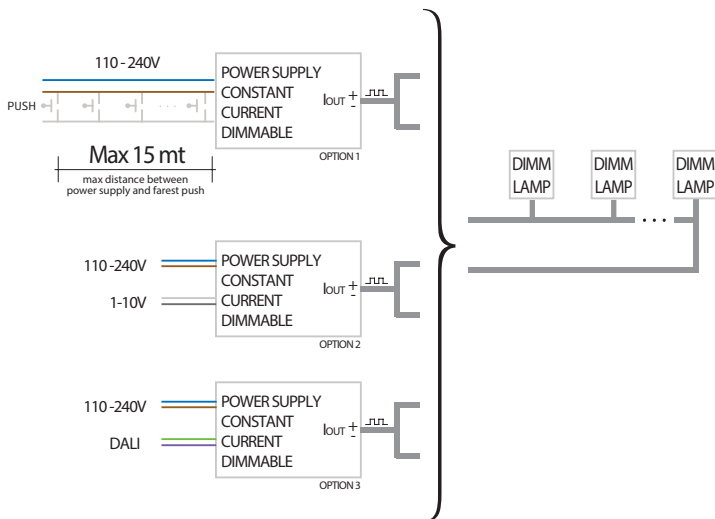 110 - 240V
PUSH
POWER SUPPLY
CONSTANT
CURRENT
DIMMABLE
IOUT + -
OPTION 1
Max 15 mt
max distance between
power supply and farest push
110 -240V
1-10V
POWER SUPPLY
CONSTANT
CURRENT
DIMMABLE
IOUT + -
OPTION 2
110 -240V
DALI
POWER SUPPLY
CONSTANT
CURRENT
DIMMABLE
IOUT + -
OPTION 3
DIMM
LAMP
DIMM
LAMP
...
DIMM
LAMP